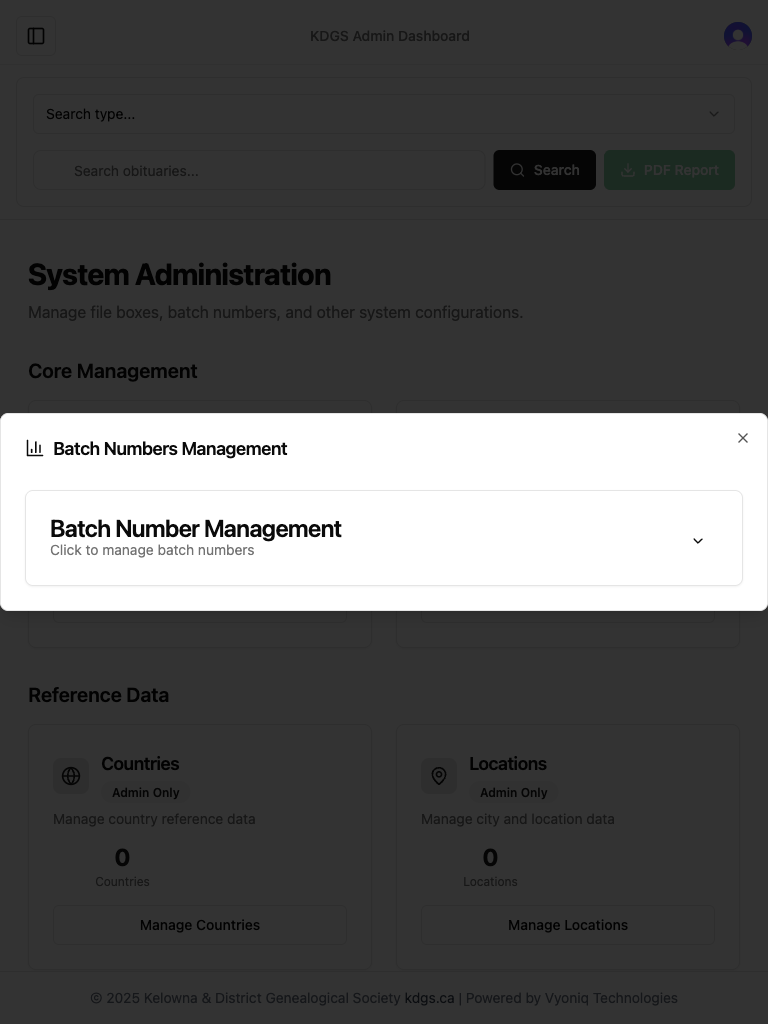 KDGS Admin Dashboard
Search type...
Search obituaries...
Search
PDF Report
System Administration
Manage file boxes, batch numbers, and other system configurations.
Core Management
Batch Numbers Management
Batch Number Management
Click to manage batch numbers
Reference Data
Countries
Admin Only
Manage country reference data
0
Countries
Manage Countries
Locations
Admin Only
Manage city and location data
0
Locations
Manage Locations
© 2025 Kelowna & District Genealogical Society kdgs.ca | Powered by Vyoniq Technologies